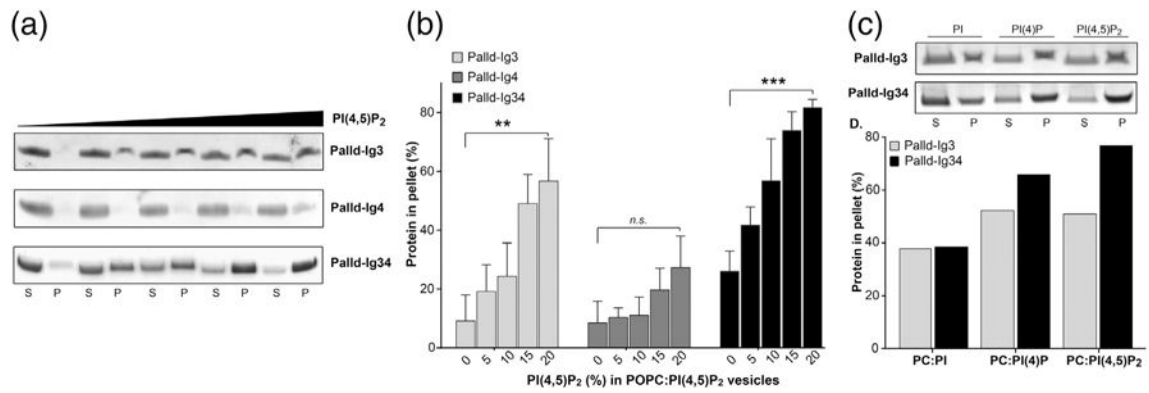 (a)
PI(4,5)P₂
Palld-Ig3
Palld-Ig4
Palld-Ig34
S P S P S P S P S P
(b)
Palld-Ig3
Palld-Ig4
Palld-Ig34
Protein in pellet (%)
80
60
40
20
0
**
n.s.
***
0 5 10 15 20 0 5 10 15 20 0 5 10 15 20
PI(4,5)P₂ (%) in POPC:PI(4,5)P₂ vesicles
(c)
PI PI(4)P PI(4,5)P₂
Palld-Ig3
Palld-Ig34
S P S P S P
D.
Palld-Ig3
Palld-Ig34
Protein in pellet (%)
80
60
40
20
0
PC:PI PC:PI(4)P PC:PI(4,5)P₂